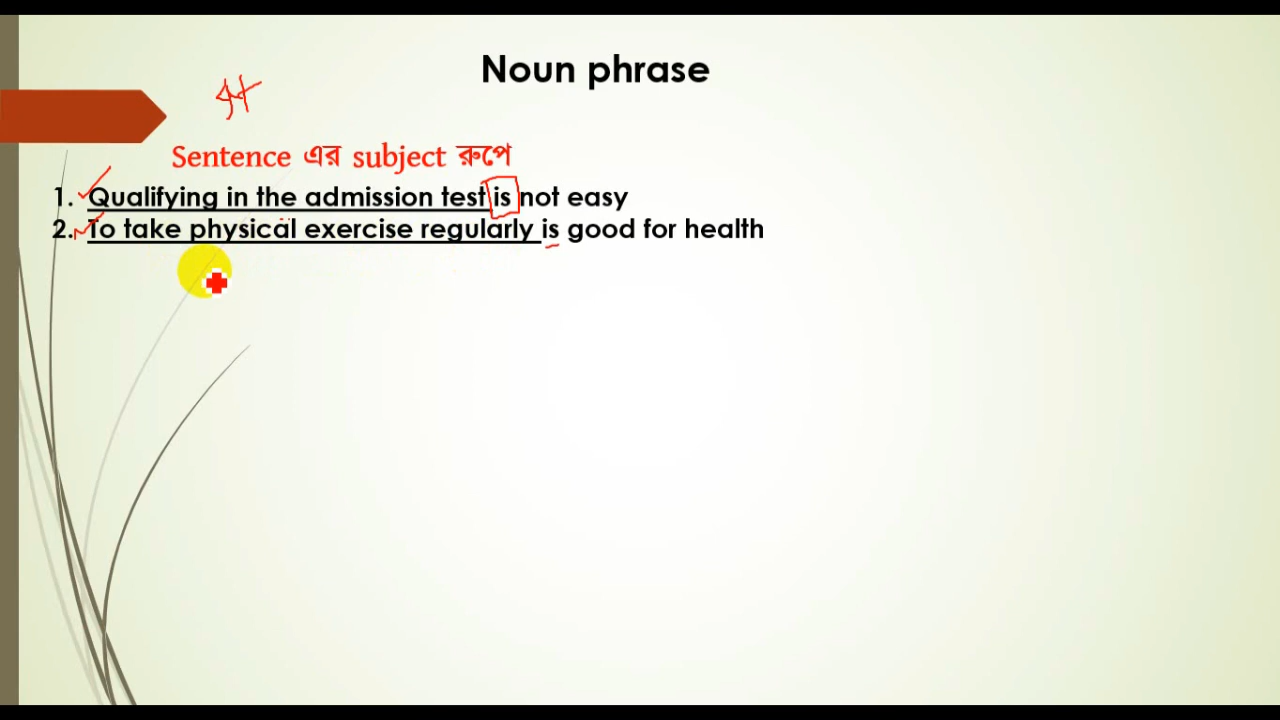 Noun phrase
Sentence এর subject রুপে
1. Qualifying in the admission test is not easy
2. To take physical exercise regularly is good for health